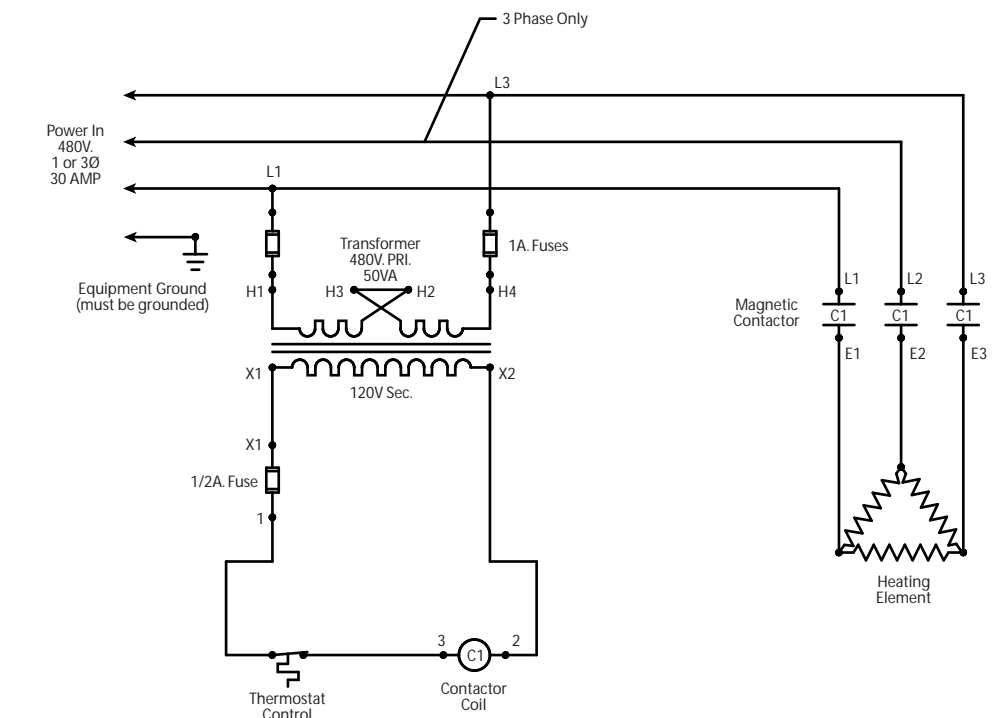 3 Phase Only
L3
Power In
480V.
1 or 3Ø
30 AMP
L1
Equipment Ground
(must be grounded)
Transformer
480V. PRI.
50VA
1A. Fuses
H1
H3
H2
H4
L1
L2
L3
Magnetic
Contactor
C1
C1
C1
E1
E2
E3
X1
X2
120V Sec.
X1
1/2A. Fuse
1
Heating
Element
3
C1
2
Thermostat
Control
Contactor
Coil